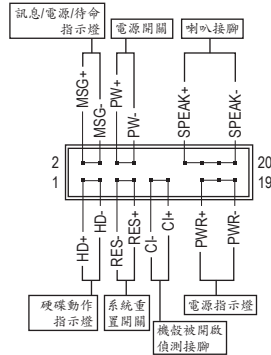 訊息/電源/待命
指示燈
電源開關
喇叭接腳
MSG+
MSG-
PW+
PW-
SPEAK+
SPEAK-
2
20
1
19
HD+
HD-
RES-
RES+
CI-
CI+
PWR+
PWR-
硬碟動作
指示燈
系統重
置開關
機殼被開啟
偵測接腳
電源指示燈